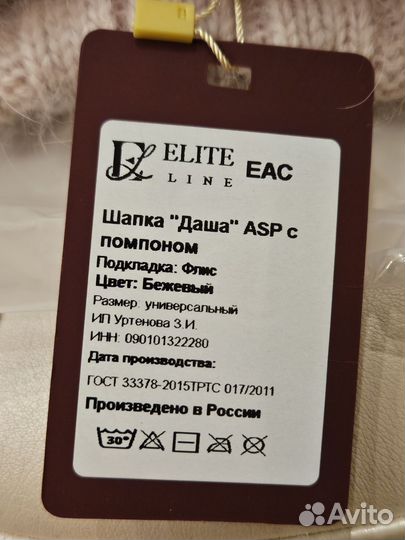 ELITE
LINE
EAC
Шапка "Даша" ASP с
помпоном
Подкладка: Флис
Цвет: Бежевый
Размер: универсальный
ИП Уртенова З.И.
ИНН: 090101322280
Дата производства:
ГОСТ 33378-2015ТРТС 017/2011
Произведено в России
30°
Avito